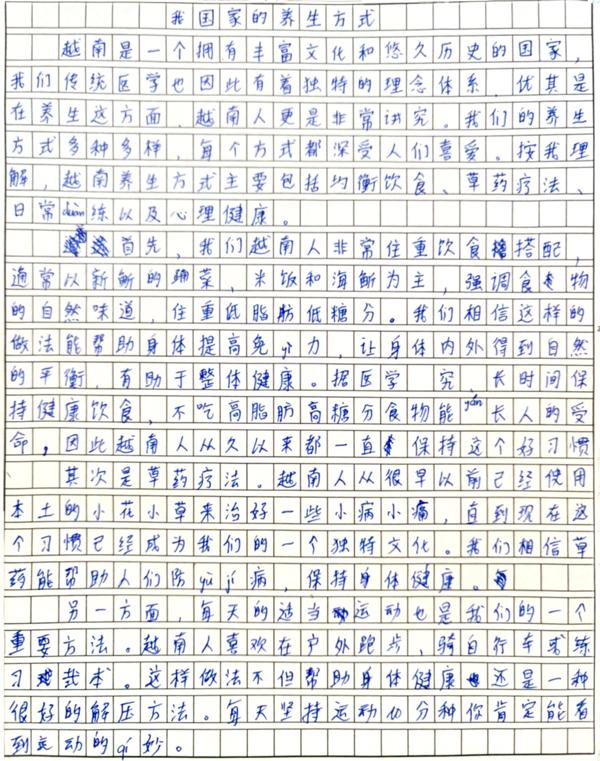 我国家的养生方式
越南是一个拥有丰富文化和悠久历史的国家,
我们传统医学也因此有着独特的理念体系,优其是
在养生这方面,越南人更是非常讲究。我们的养生
方式多种多样,每个方式都深受人们喜爱。按我理
解,越南养生方式主要包括均衡饮食、草药疗法、
日常duàn练以及心理健康。
首先,我们越南人非常住重饮食搭配,
通常以新鲜的蔬菜,米饭和海鲜为主,强调食物
的自然味道,住重低脂肪低糖分。我们相信这样的
做法能帮助身体提高免yì力,让身体内外得到自然
的平衡,有助于整体健康。据医学 究 长时间保
持健康饮食,不吃高脂肪高糖分食物能yán长人的受
命,因此越南人从久以来都一直保持这个好习惯
其次是草药疗法。越南人从很早以前己经使用
本土的小花小草来治好一些小病小痛,直到现在这
个习惯已经成为我们的一个独特文化。我们相信草
药能帮助人们防yù jí病,保持身体健康。
另一方面,每天的适当运动也是我们的一个
重要方法。越南人喜欢在户外跑步,骑自行车或练
习武术。这样做法不但帮助身体健康还是一种
很好的解压方法。每天坚持运动10分种你肯定能看
到运动的qí妙。